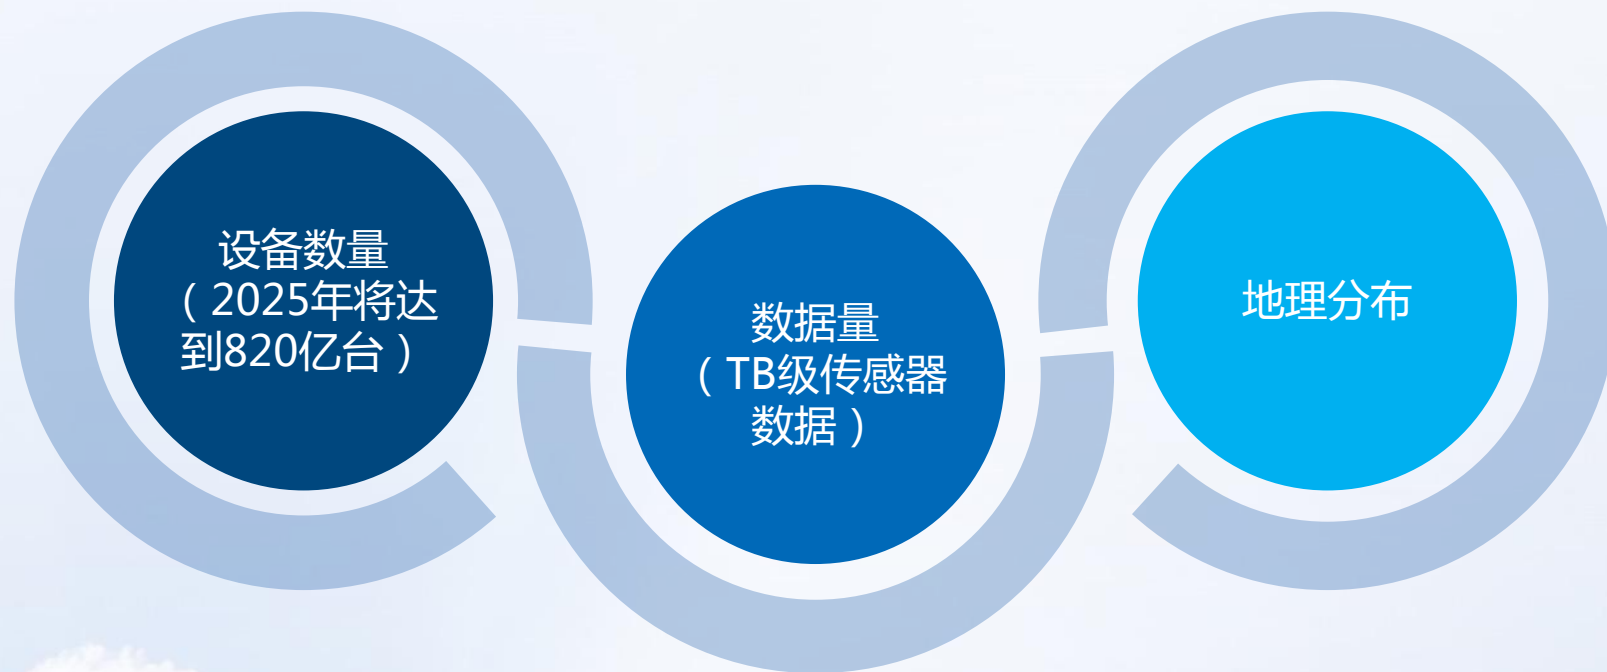 设备数量
（2025年将达
到820亿台）
数据量
（TB级传感器
数据）
地理分布